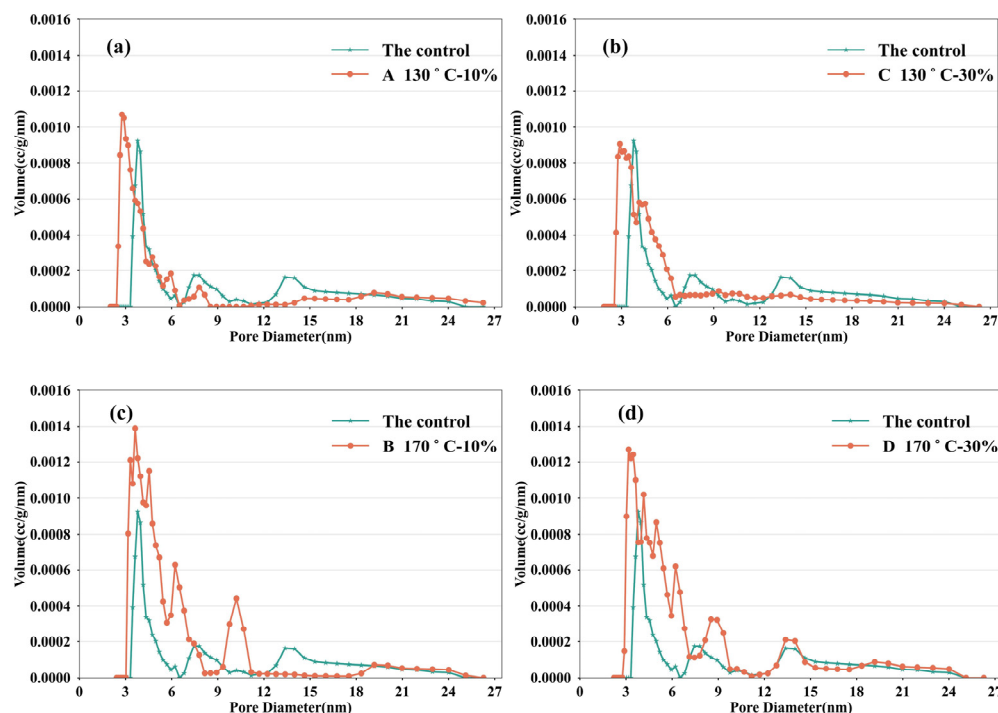 (a)
The control
A 130°C-10%
Volume(cc/g/nm)
0.0016
0.0014
0.0012
0.0010
0.0008
0.0006
0.0004
0.0002
0.0000
0 3 6 9 12 15 18 21 24 27
Pore Diameter(nm)
(b)
The control
C 130°C-30%
Volume(cc/g/nm)
0.0016
0.0014
0.0012
0.0010
0.0008
0.0006
0.0004
0.0002
0.0000
0 3 6 9 12 15 18 21 24 27
Pore Diameter(nm)
(c)
The control
B 170°C-10%
Volume(cc/g/nm)
0.0016
0.0014
0.0012
0.0010
0.0008
0.0006
0.0004
0.0002
0.0000
0 3 6 9 12 15 18 21 24 27
Pore Diameter(nm)
(d)
The control
D 170°C-30%
Volume(cc/g/nm)
0.0016
0.0014
0.0012
0.0010
0.0008
0.0006
0.0004
0.0002
0.0000
0 3 6 9 12 15 18 21 24 27
Pore Diameter(nm)